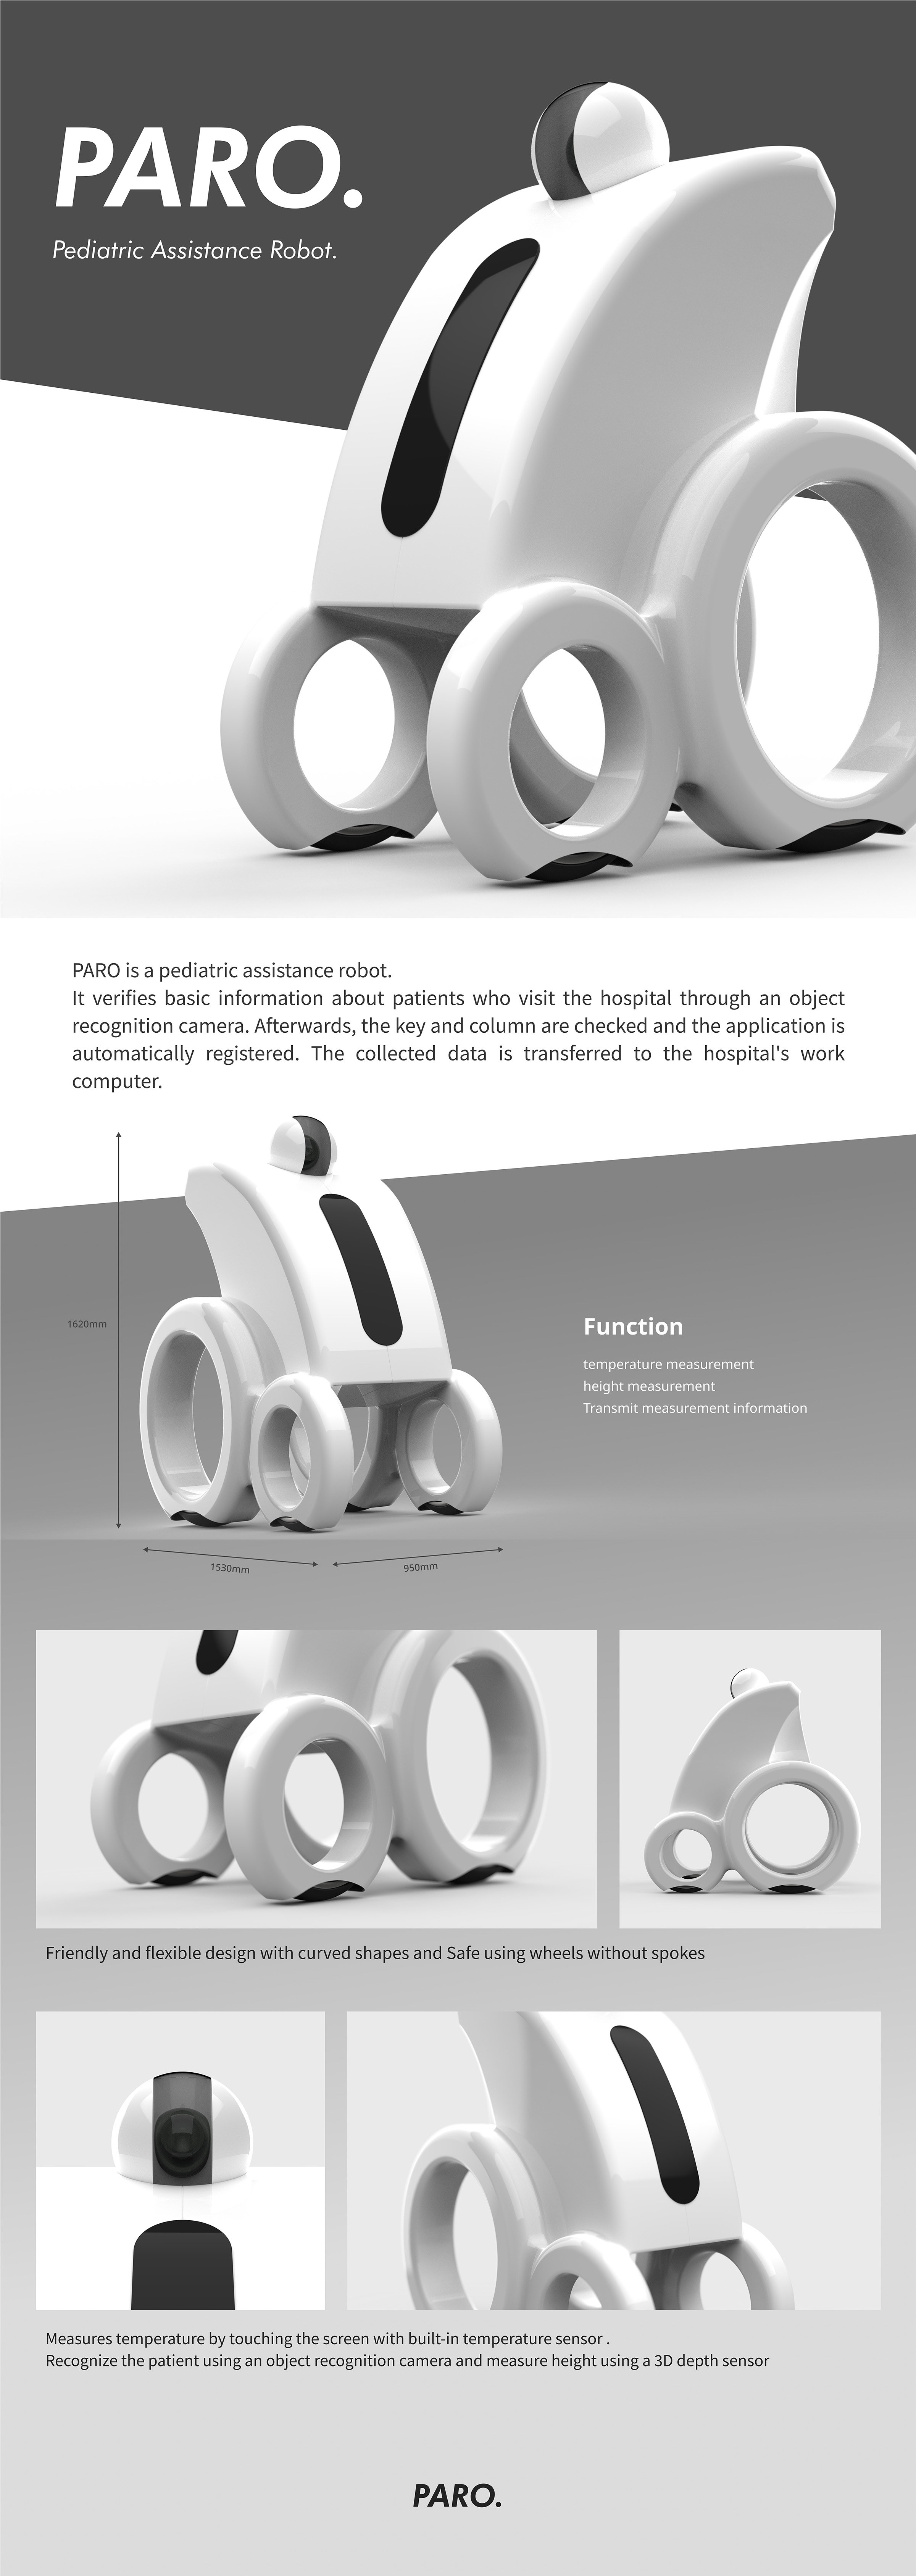 PARO.
Pediatric Assistance Robot.
PARO is a pediatric assistance robot.
It verifies basic information about patients who visit the hospital through an object
recognition camera. Afterwards, the key and column are checked and the application is
automatically registered. The collected data is transferred to the hospital's work
computer.
1620mm
Function
temperature measurement
height measurement
Transmit measurement information
1530mm
950mm
Friendly and flexible design with curved shapes and Safe using wheels without spokes
Measures temperature by touching the screen with built-in temperature sensor .
Recognize the patient using an object recognition camera and measure height using a 3D depth sensor
PARO.